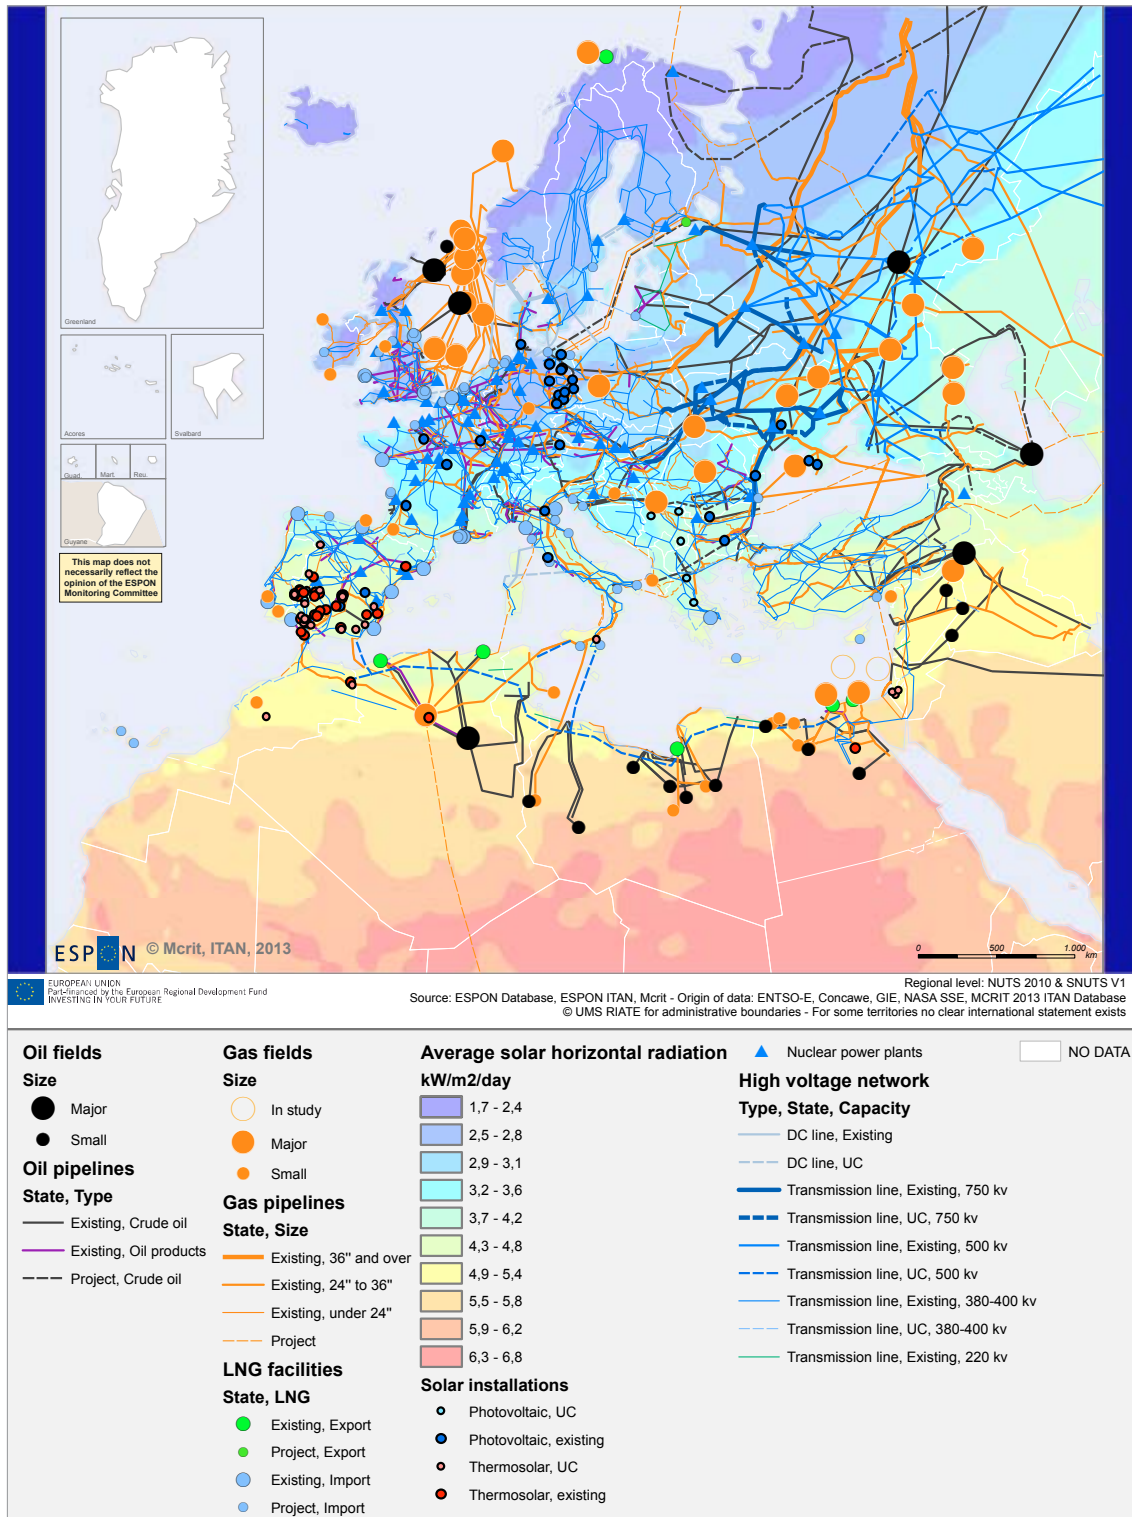 Greenland
Acores
Svalbard
Guad.
Mart.
Reu.
Guyane
This map does not
necessarily reflect the
opinion of the ESPON
Monitoring Committee
ESPON
© Mcrit, ITAN, 2013
0 500 1.000
km
EUROPEAN UNION
Part-financed by the European Regional Development Fund
INVESTING IN YOUR FUTURE
Regional level: NUTS 2010 & SNUTS V1
Source: ESPON Database, ESPON ITAN, Mcrit - Origin of data: ENTSO-E, Concawe, GIE, NASA SSE, MCRIT 2013 ITAN Database
© UMS RIATE for administrative boundaries - For some territories no clear international statement exists
Oil fields
Size
Major
Small
Oil pipelines
State, Type
Existing, Crude oil
Existing, Oil products
Project, Crude oil
Gas fields
Size
In study
Major
Small
Gas pipelines
State, Size
Existing, 36" and over
Existing, 24" to 36"
Existing, under 24"
Project
LNG facilities
State, LNG
Existing, Export
Project, Export
Existing, Import
Project, Import
Average solar horizontal radiation
kW/m2/day
1,7 - 2,4
2,5 - 2,8
2,9 - 3,1
3,2 - 3,6
3,7 - 4,2
4,3 - 4,8
4,9 - 5,4
5,5 - 5,8
5,9 - 6,2
6,3 - 6,8
Solar installations
Photovoltaic, UC
Photovoltaic, existing
Thermosolar, UC
Thermosolar, existing
Nuclear power plants
NO DATA
High voltage network
Type, State, Capacity
DC line, Existing
DC line, UC
Transmission line, Existing, 750 kv
Transmission line, UC, 750 kv
Transmission line, Existing, 500 kv
Transmission line, UC, 500 kv
Transmission line, Existing, 380-400 kv
Transmission line, UC, 380-400 kv
Transmission line, Existing, 220 kv